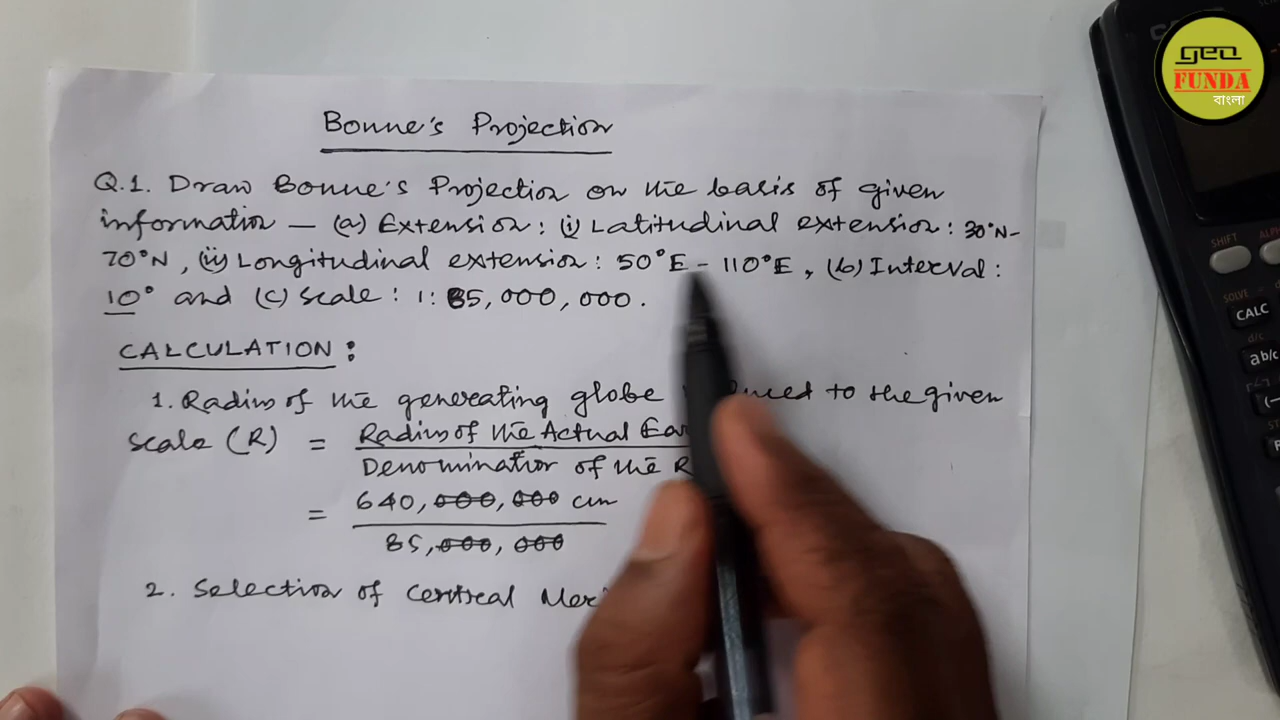 geo
FUNDA
বাংলা
Bonne's Projection
Q.1. Draw Bonne's Projection on the basis of given
information — (a) Extension: (i) Latitudinal extension: 30°N-
70°N, (ii) Longitudinal extension: 50°E - 110°E, (b) Interval:
10° and (c) Scale: 1: 85,000,000.
CALCULATION:
1. Radius of the generating globe to the given
scale (R) = Radius of the Actual
Denominator of the
= 640,000,000 cm
85,000,000
2. Selection of Central
SHIFT
SOLVE
CALC
ab/c